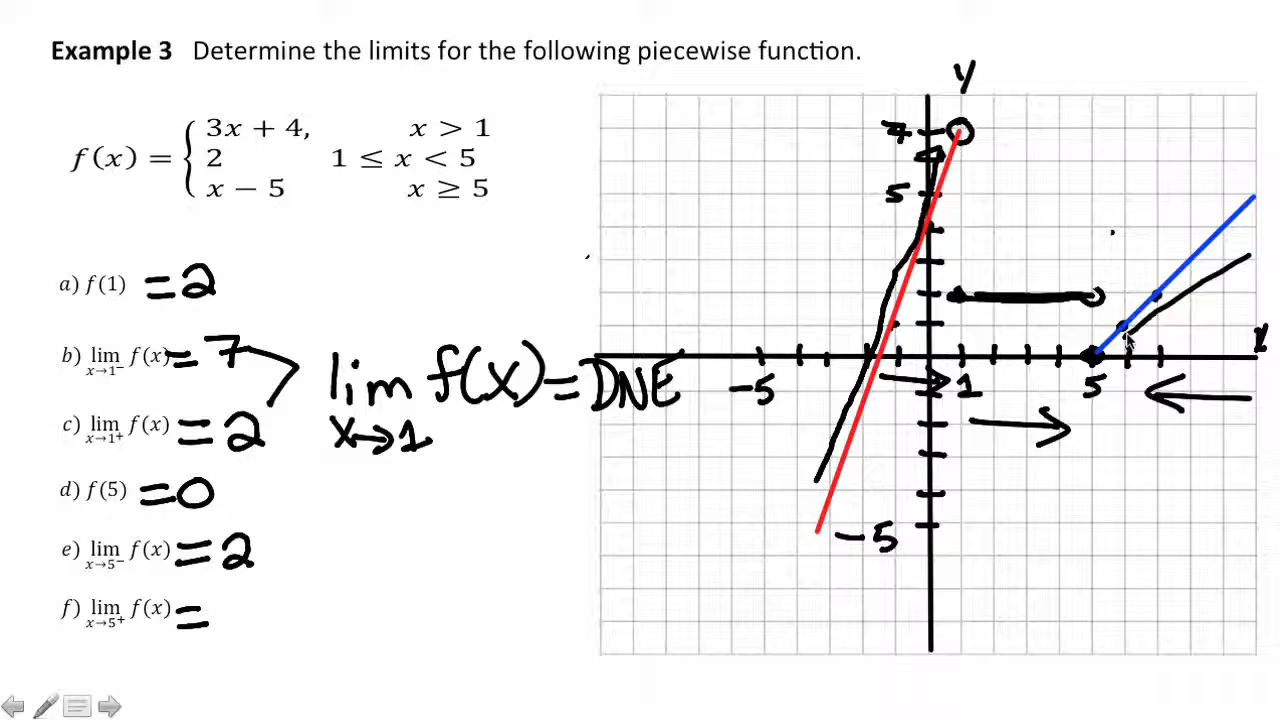 Example 3 Determine the limits for the following piecewise function.
f(x) = { 3x + 4, x > 1
2 1 ≤ x < 5
x − 5 x ≥ 5
a) f(1) = 2
b) lim x→1⁻ f(x) = 7
c) lim x→1⁺ f(x) = 2
lim x→1 f(x) = DNE
d) f(5) = 0
e) lim x→5⁻ f(x) = 2
f) lim x→5⁺ f(x) =
y
7
5
-5
1
5
-5